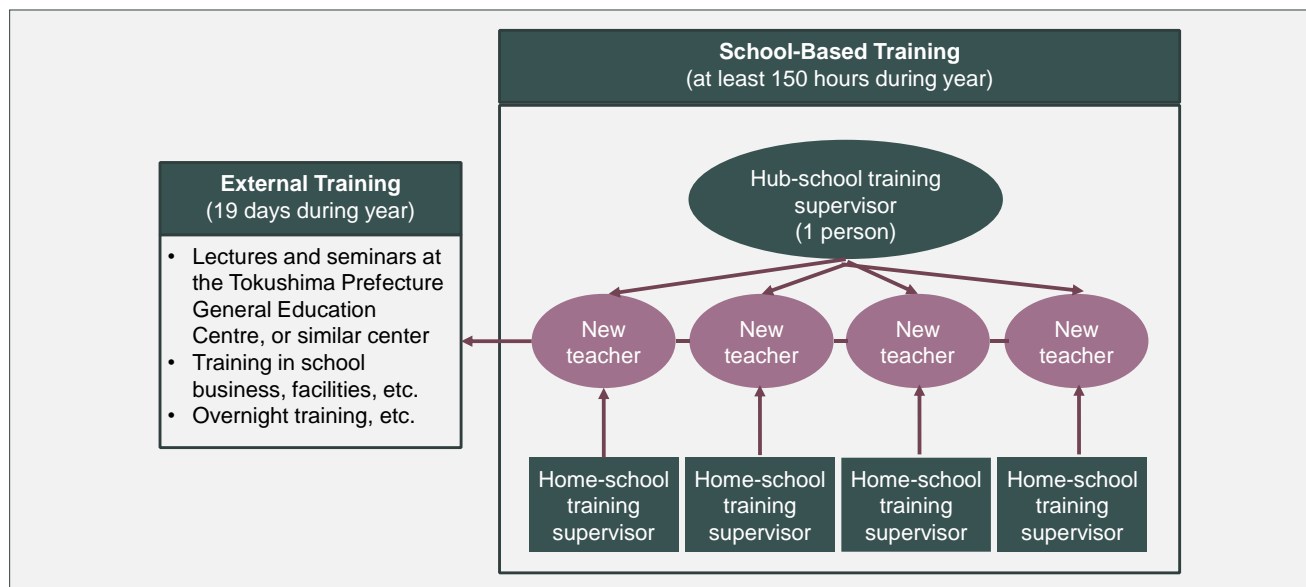 School-Based Training
(at least 150 hours during year)
Hub-school training
supervisor
(1 person)
External Training
(19 days during year)
• Lectures and seminars at
the Tokushima Prefecture
General Education
Centre, or similar center
• Training in school
business, facilities, etc.
• Overnight training, etc.
New
teacher
New
teacher
New
teacher
New
teacher
Home-school
training
supervisor
Home-school
training
supervisor
Home-school
training
supervisor
Home-school
training
supervisor